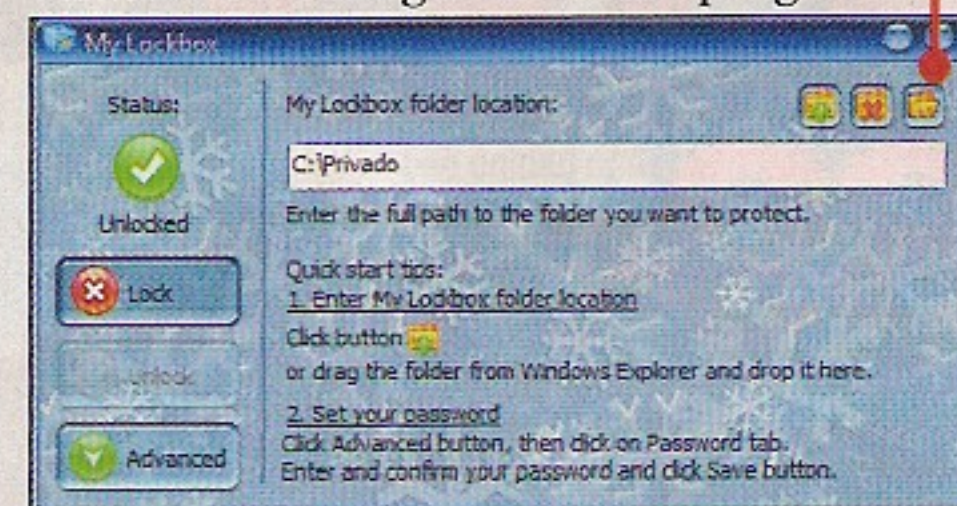 My Lockbox
Status:
Unlocked
Lock
Unlock
Advanced
My Lockbox folder location:
C:\Privado
Enter the full path to the folder you want to protect.
Quick start tips:
1. Enter My Lockbox folder location
Click button
or drag the folder from Windows Explorer and drop it here.
2. Set your password
Click Advanced button, then click on Password tab.
Enter and confirm your password and click Save button.